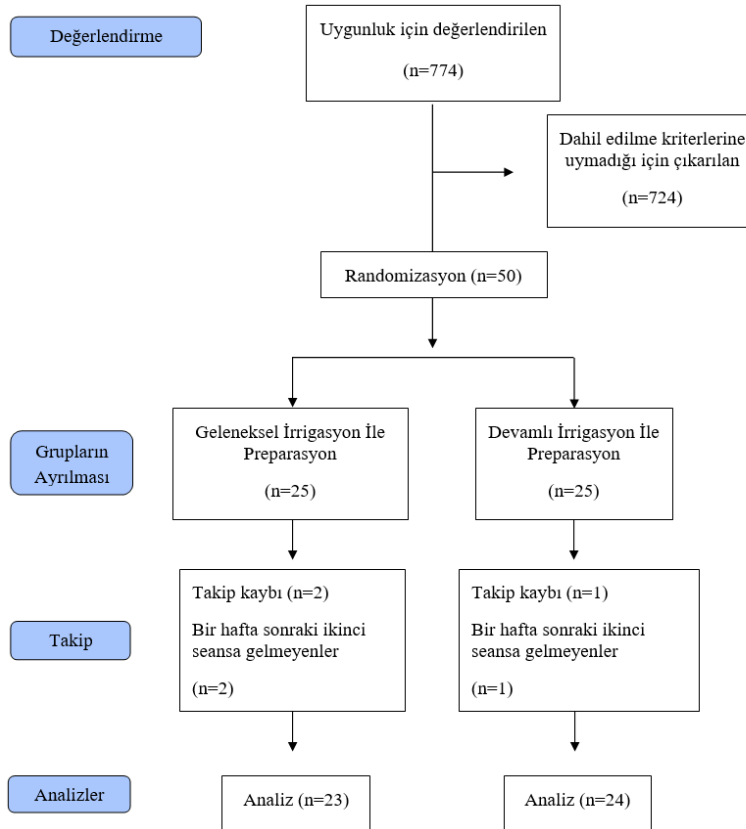 Değerlendirme
Uygunluk için değerlendirilen
(n=774)
Dahil edilme kriterlerine
uymadığı için çıkarılan
(n=724)
Randomizasyon (n=50)
Grupların
Ayrılması
Geleneksel İrrigasyon İle
Preparasyon
(n=25)
Devamlı İrrigasyon İle
Preparasyon
(n=25)
Takip
Takip kaybı (n=2)
Bir hafta sonraki ikinci
seansa gelmeyenler
(n=2)
Takip kaybı (n=1)
Bir hafta sonraki ikinci
seansa gelmeyenler
(n=1)
Analizler
Analiz (n=23)
Analiz (n=24)